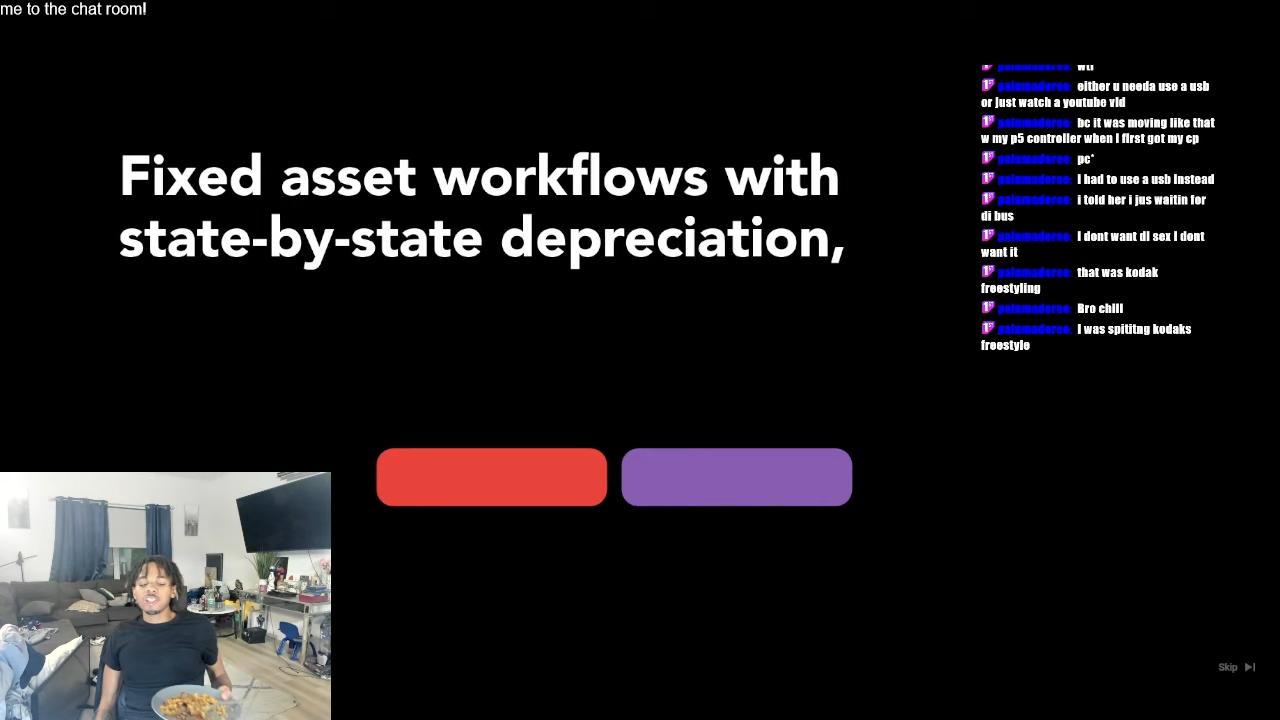 me to the chat room!
Fixed asset workflows with
state-by-state depreciation,
either u needa use a usb
or just watch a youtube vid
bc it was moving like that
w my p5 controller when I first got my cp
pc*
I had to use a usb instead
i told her i jus waitin for
di bus
I dont want di sex I dont
want it
that was kodak
freestyling
Bro chill
I was spititng kodaks
freestyle
Skip